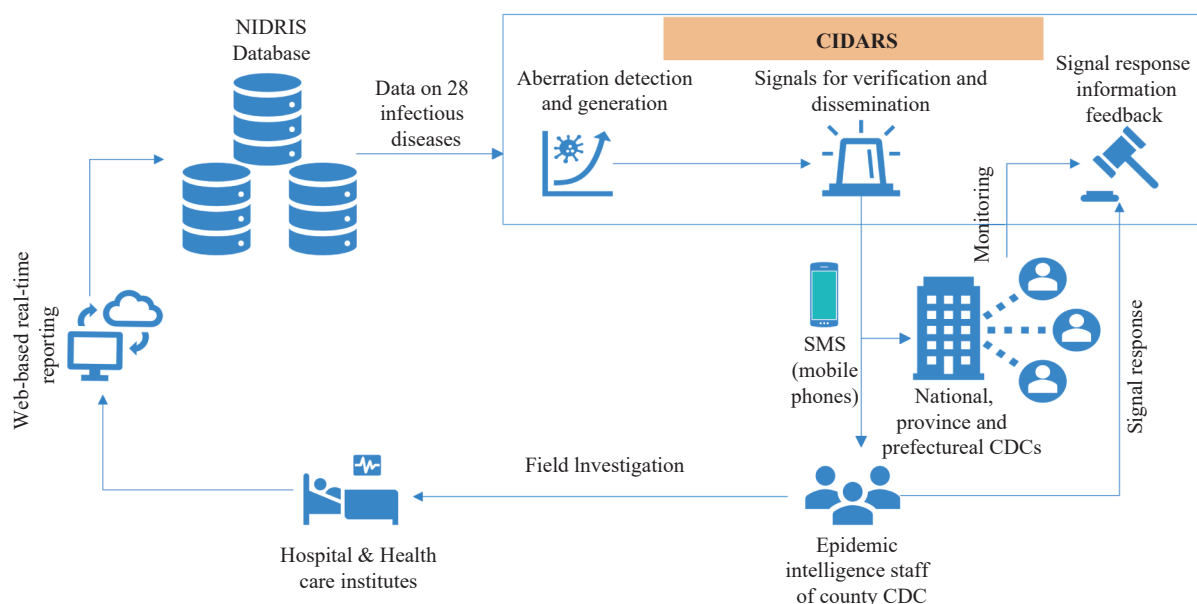 NIDRIS
Database
Data on 28
infectious
diseases
CIDARS
Aberration detection
and generation
Signals for verification and
dissemination
Signal response
information
feedback
Web-based real-time
reporting
Monitoring
SMS
(mobile
phones)
National,
province and
prefectureal CDCs
Signal response
Field Investigation
Hospital & Health
care institutes
Epidemic
intelligence staff
of county CDC